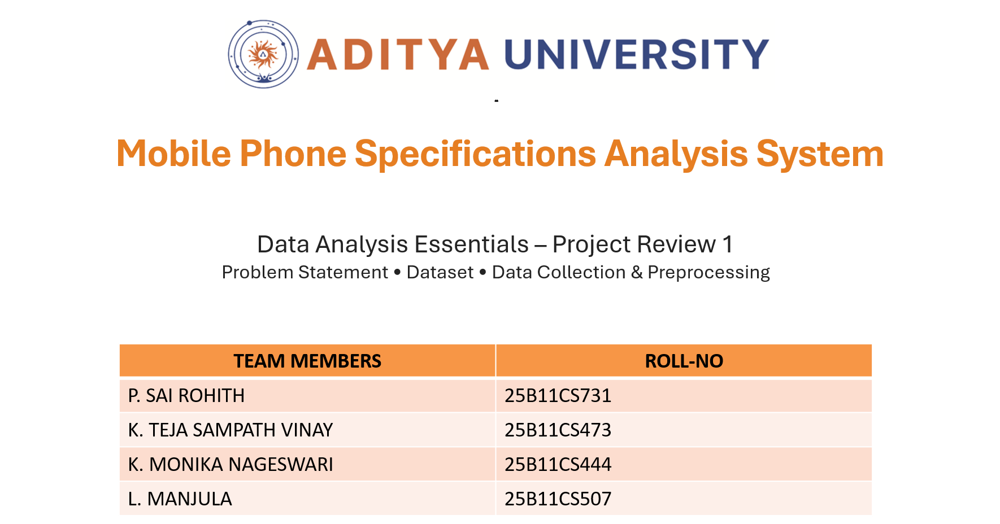 ADITYA UNIVERSITY
Mobile Phone Specifications Analysis System
Data Analysis Essentials – Project Review 1
Problem Statement • Dataset • Data Collection & Preprocessing
TEAM MEMBERS ROLL-NO
P. SAI ROHITH 25B11CS731
K. TEJA SAMPATH VINAY 25B11CS473
K. MONIKA NAGESWARI 25B11CS444
L. MANJULA 25B11CS507